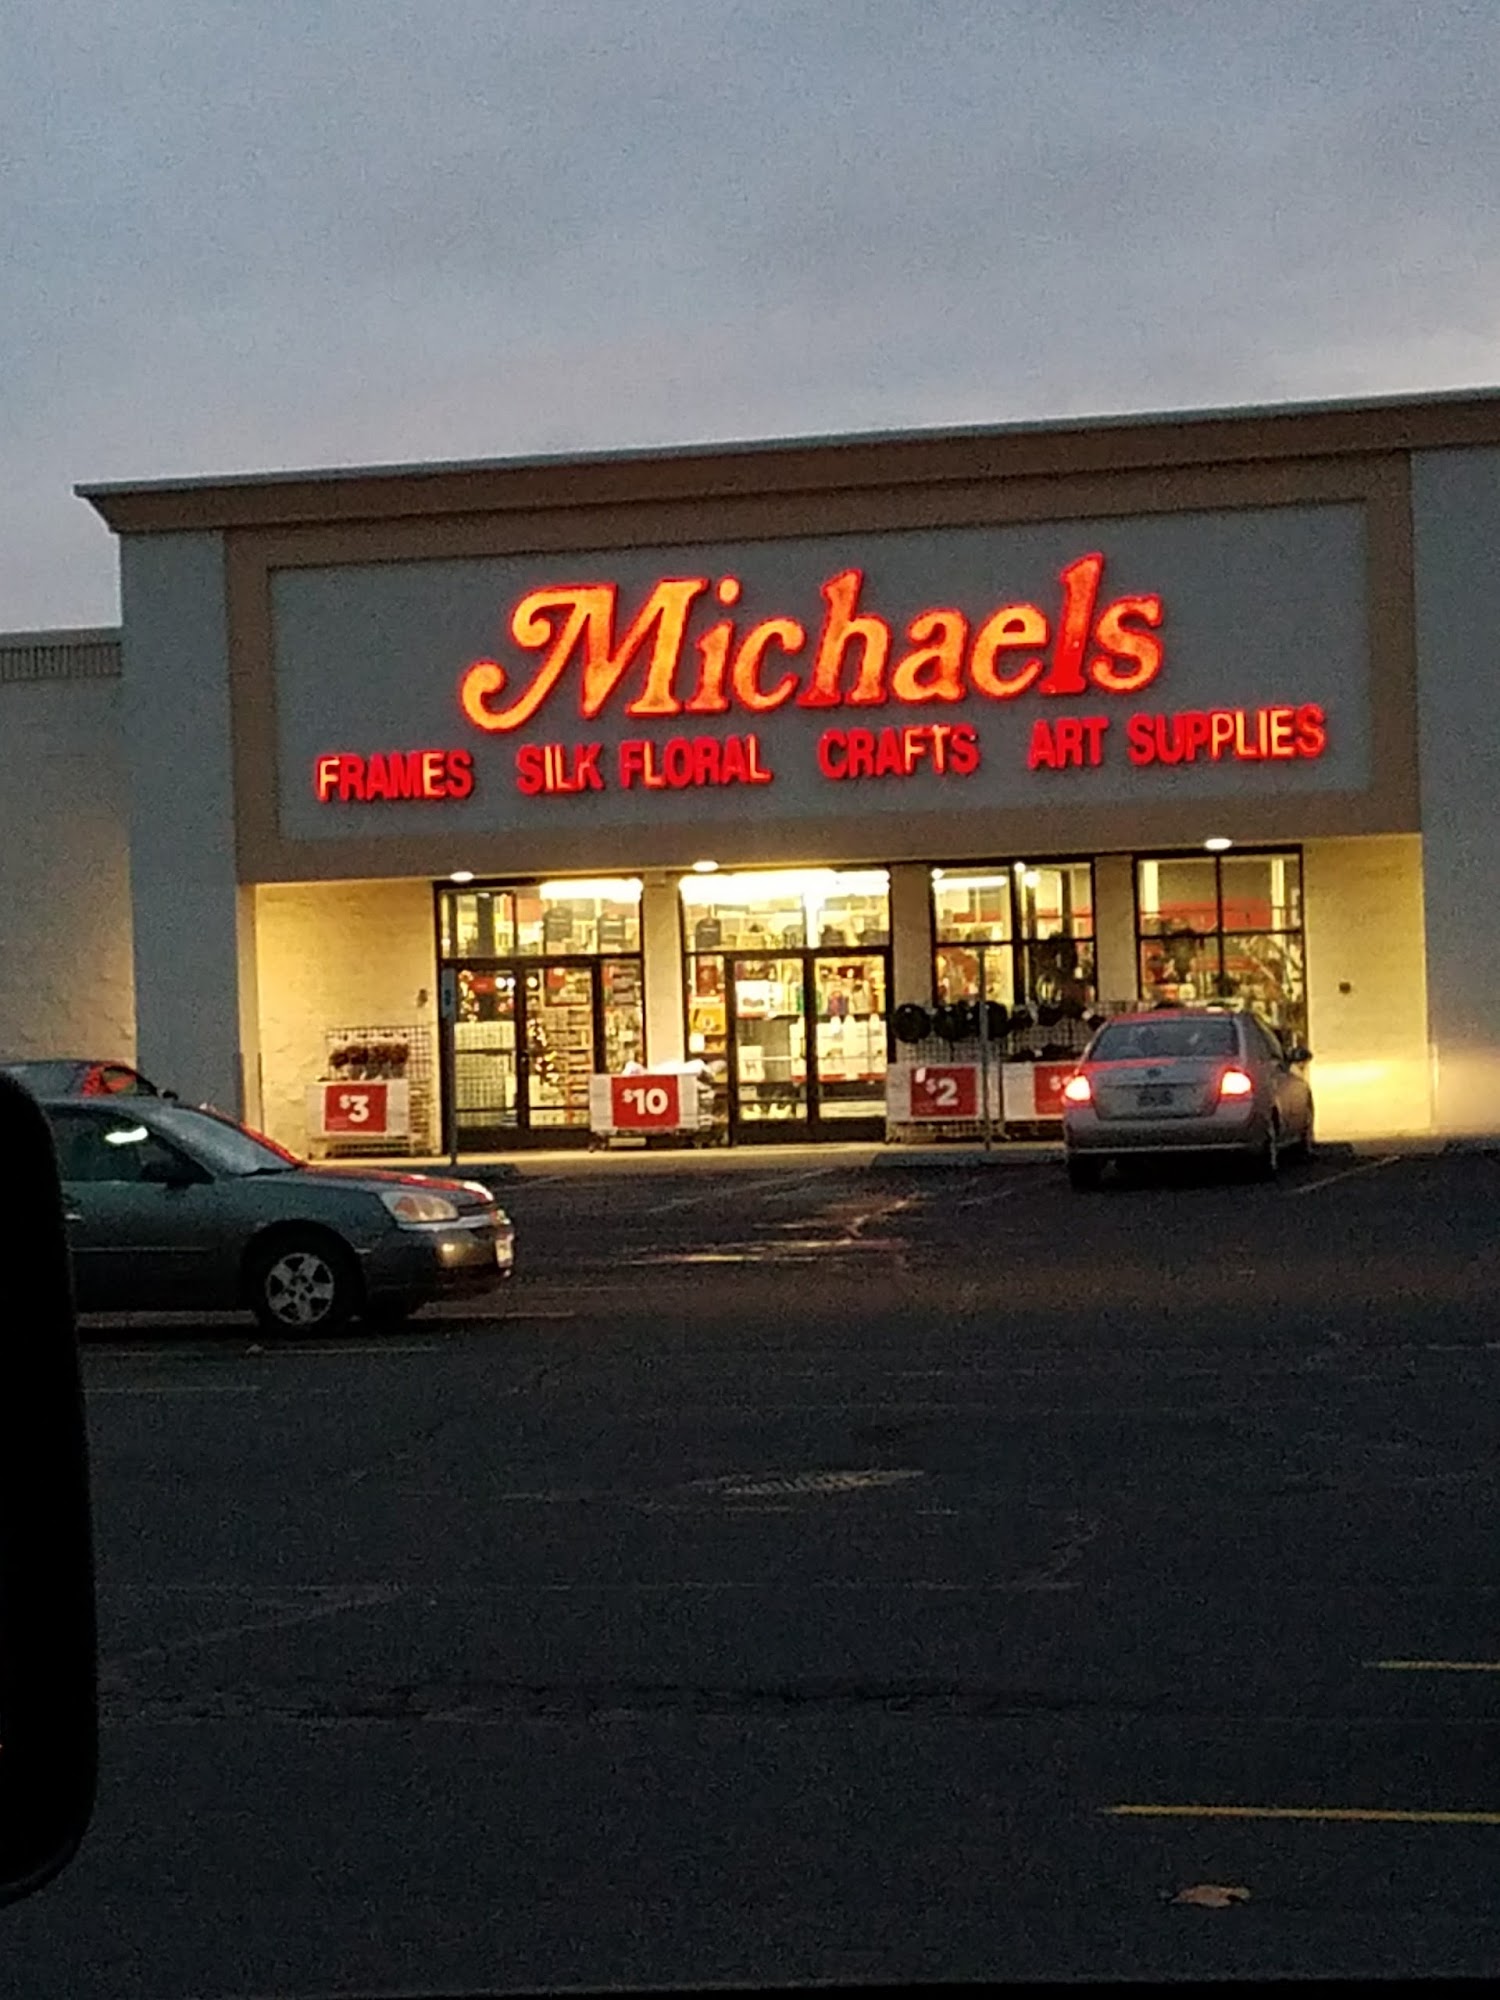 Michaels
FRAMES SILK FLORAL CRAFTS ART SUPPLIES
$3
$10
$2